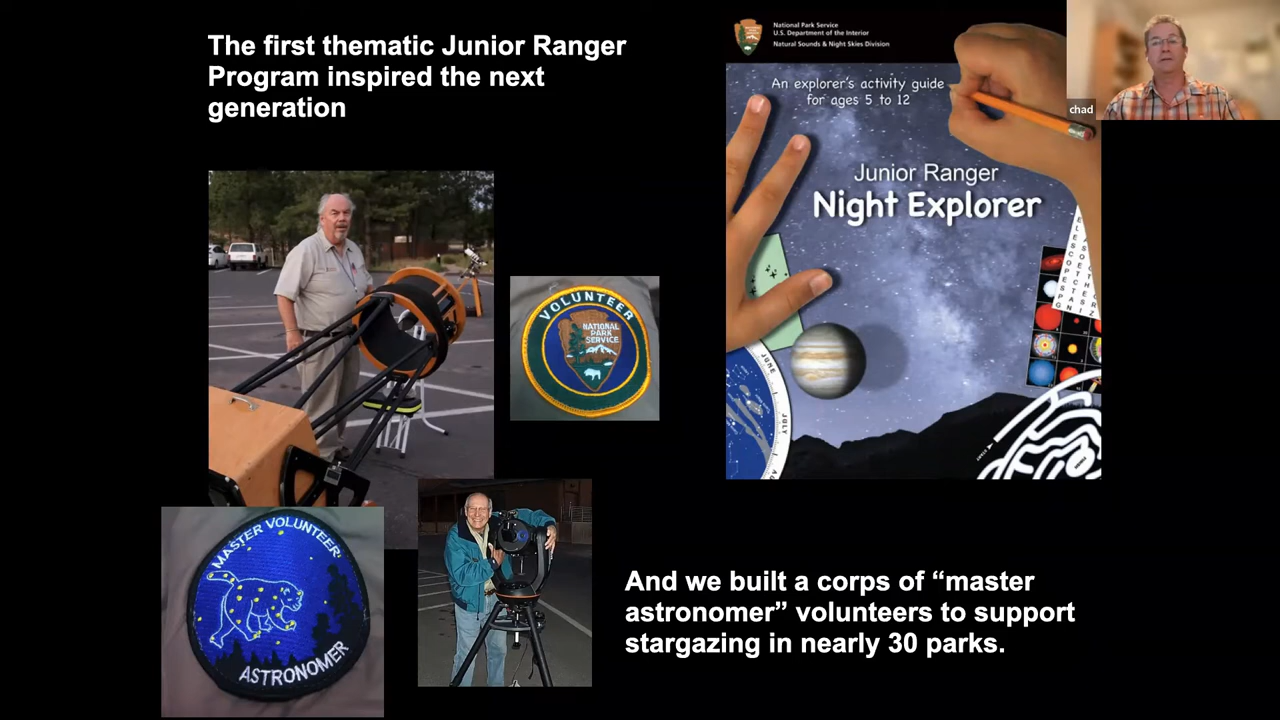 The first thematic Junior Ranger
Program inspired the next
generation
National Park Service
U.S. Department of the Interior
Natural Sounds & Night Skies Division
An explorer's activity guide
for ages 5 to 12
Junior Ranger
Night Explorer
JUNE
JULY
chad
VOLUNTEER
NATIONAL
PARK
SERVICE
MASTER VOLUNTEER
ASTRONOMER
And we built a corps of “master
astronomer” volunteers to support
stargazing in nearly 30 parks.